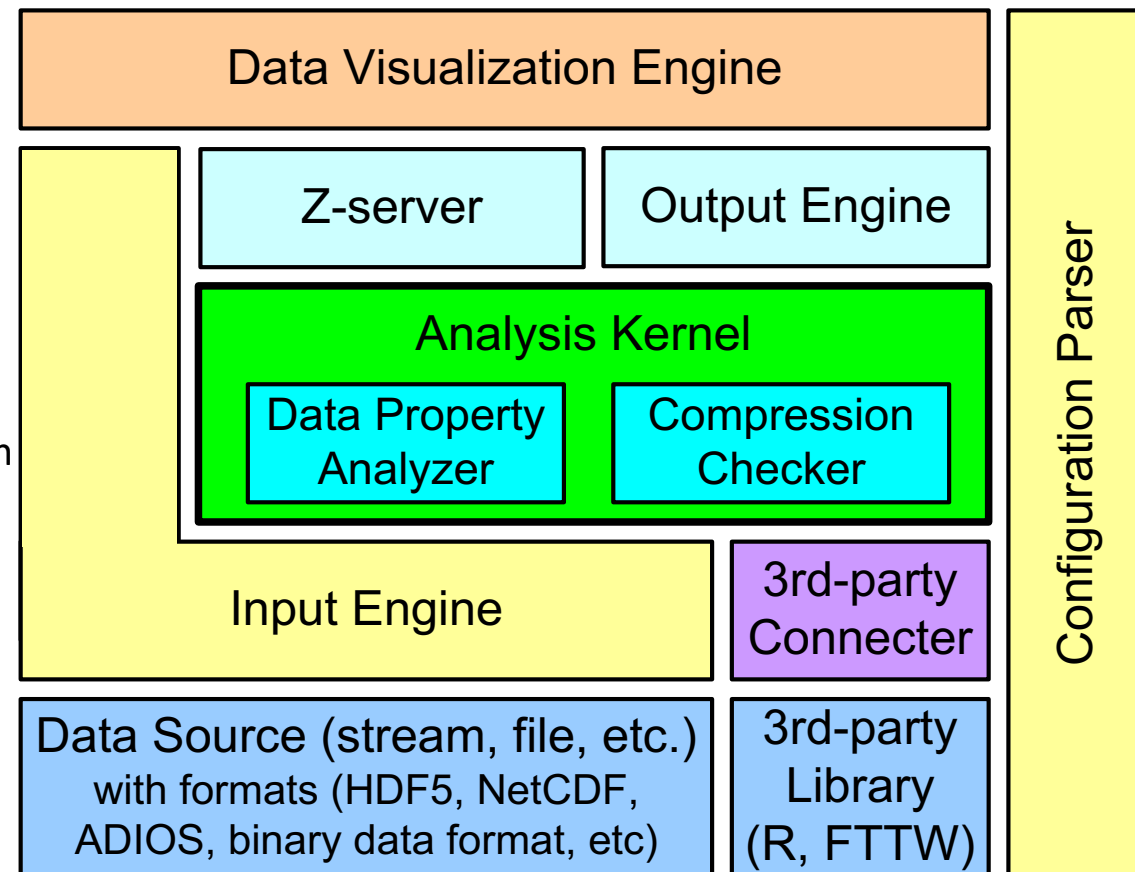 Data Visualization Engine
Z-server
Output Engine
Analysis Kernel
Data Property
Analyzer
Compression
Checker
Input Engine
3rd-party
Connecter
Data Source (stream, file, etc.)
with formats (HDF5, NetCDF,
ADIOS, binary data format, etc)
3rd-party
Library
(R, FTTW)
Configuration Parser